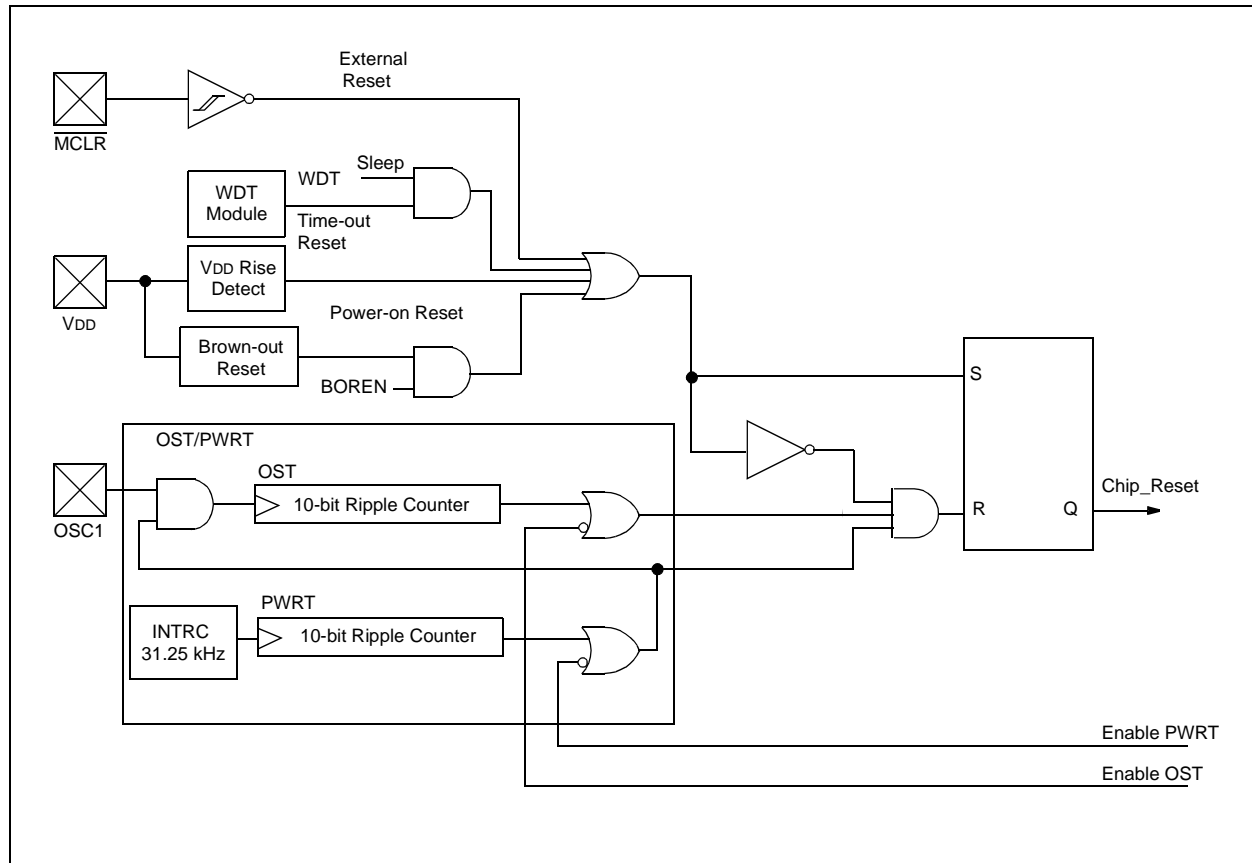 External
Reset
MCLR
Sleep
WDT
WDT
Module
Time-out
Reset
VDD Rise
Detect
VDD
Power-on Reset
Brown-out
Reset
BOREN
S
OST/PWRT
OST
10-bit Ripple Counter
OSC1
Chip_Reset
R
Q
PWRT
INTRC
31.25 kHz
10-bit Ripple Counter
Enable PWRT
Enable OST